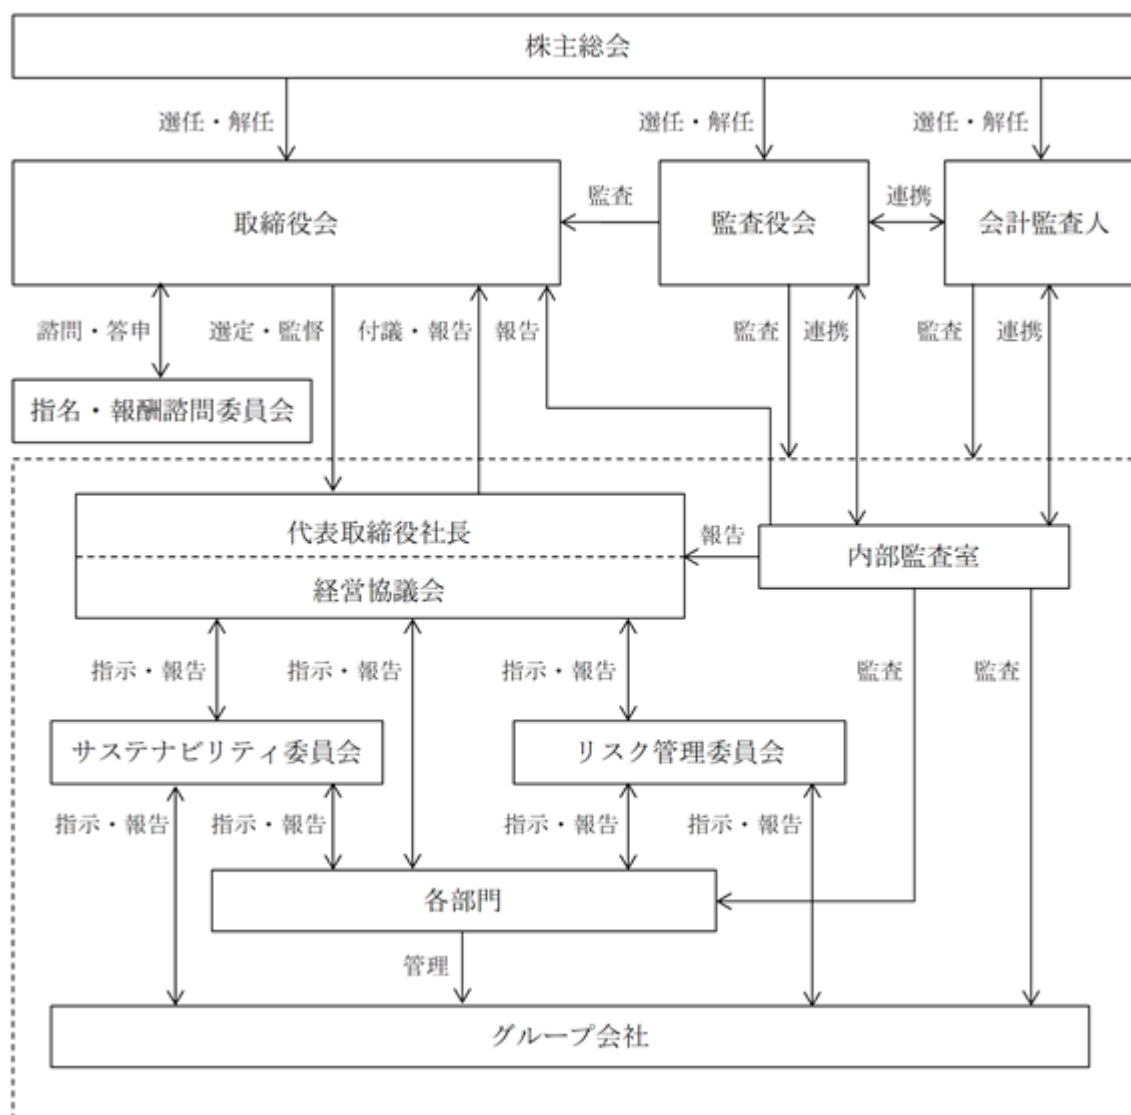 株主総会
選任・解任
選任・解任
選任・解任
取締役会
監査
監査役会
連携
会計監査人
諮問・答申
選定・監督
付議・報告
報告
監査
連携
監査
連携
指名・報酬諮問委員会
代表取締役社長
報告
内部監査室
経営協議会
指示・報告
指示・報告
指示・報告
監査
監査
サステナビリティ委員会
リスク管理委員会
指示・報告
指示・報告
指示・報告
指示・報告
各部門
管理
グループ会社